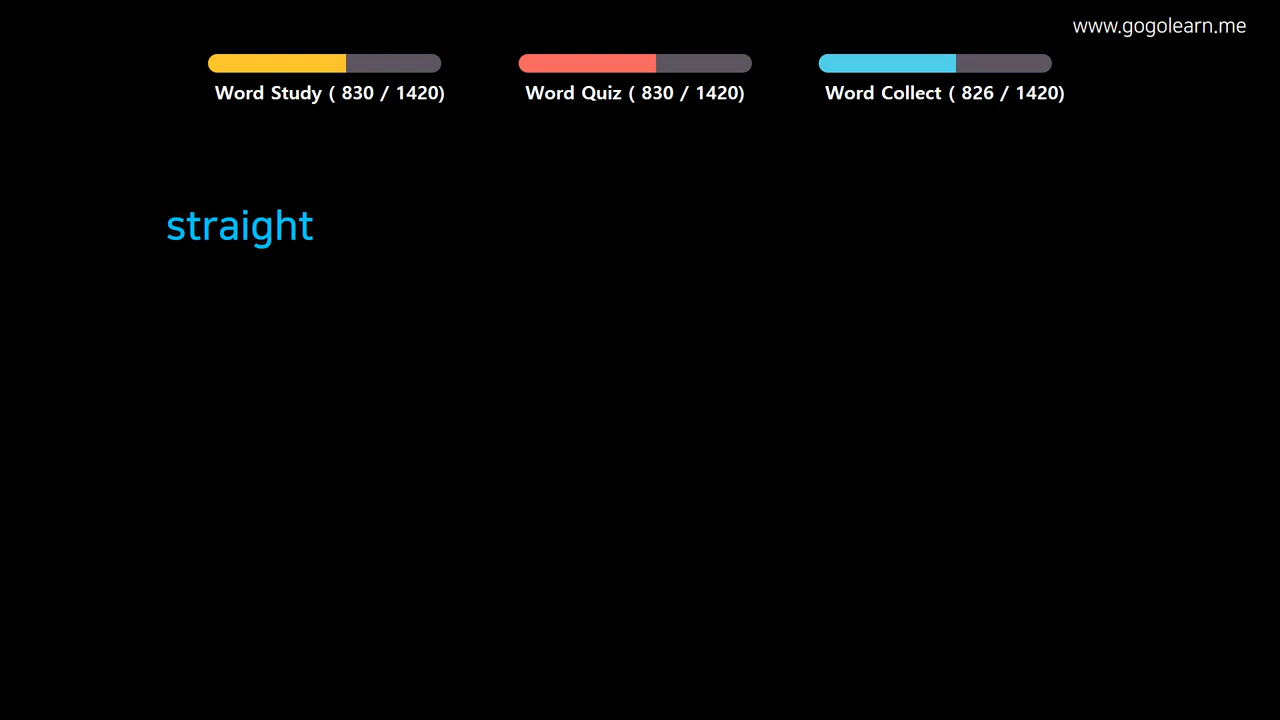 www.gogolearn.me
Word Study ( 830 / 1420)
Word Quiz ( 830 / 1420)
Word Collect ( 826 / 1420)
straight